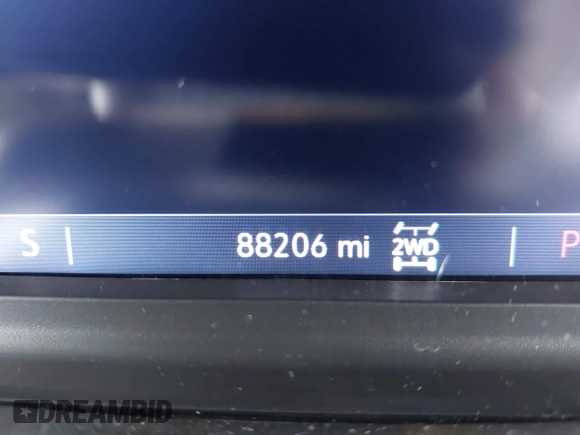 S | 88206 mi 2WD | P
DREAMBID